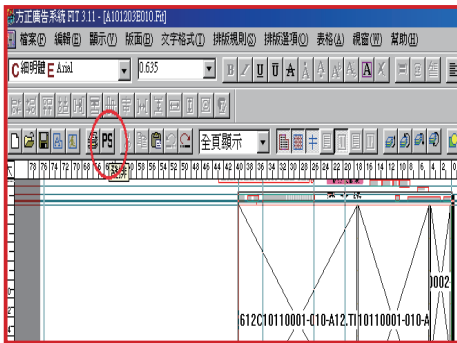 方正廣告系統 FIT 3.11 - [A101203E010.Fit]
檔案(F) 編輯(E) 顯示(V) 版面(B) 文字格式(T) 排版規則(S) 排版選項(O) 表格(A) 視窗(W) 幫助(H)
C 細明體 E Arial 0.635 B I U U A A A A A X
PS 全頁顯示
78 76 74 72 70 68 66 60 58 56 54 52 50 48 46 44 42 40 38 36 34 32 30 28 26 24 22 20 18 16 14 12 10 8 6 4 2 0
0002
612C10110001-010-A12.TI 10110001-010-A